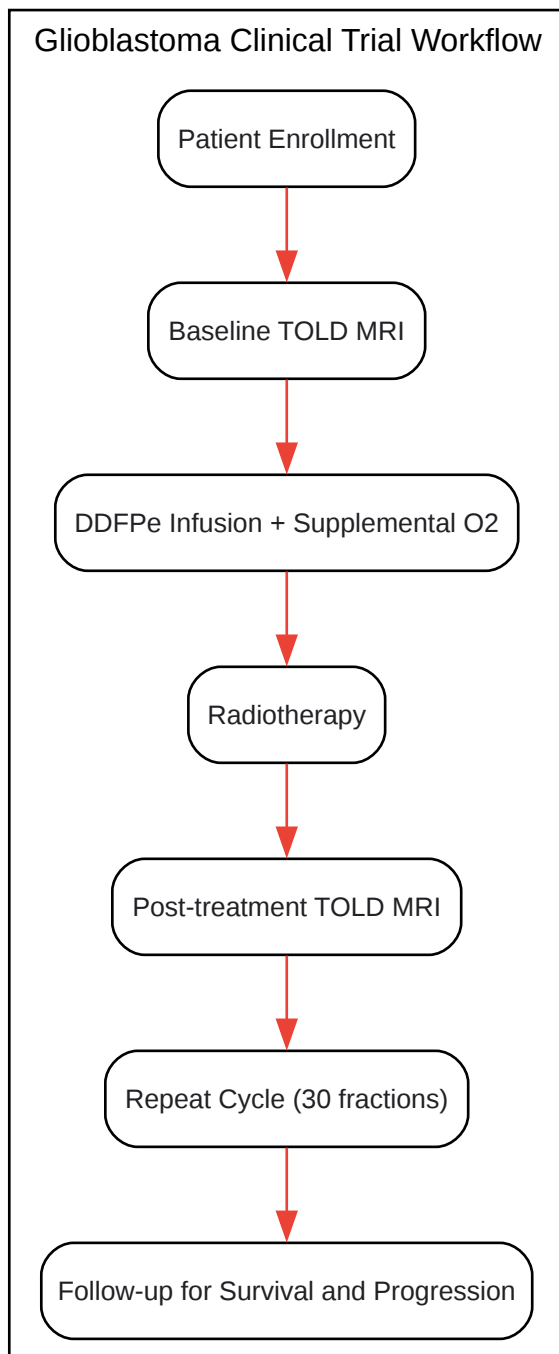 Glioblastoma Clinical Trial Workflow
Patient Enrollment
Baseline TOLD MRI
DDFPe Infusion + Supplemental O2
Radiotherapy
Post-treatment TOLD MRI
Repeat Cycle (30 fractions)
Follow-up for Survival and Progression